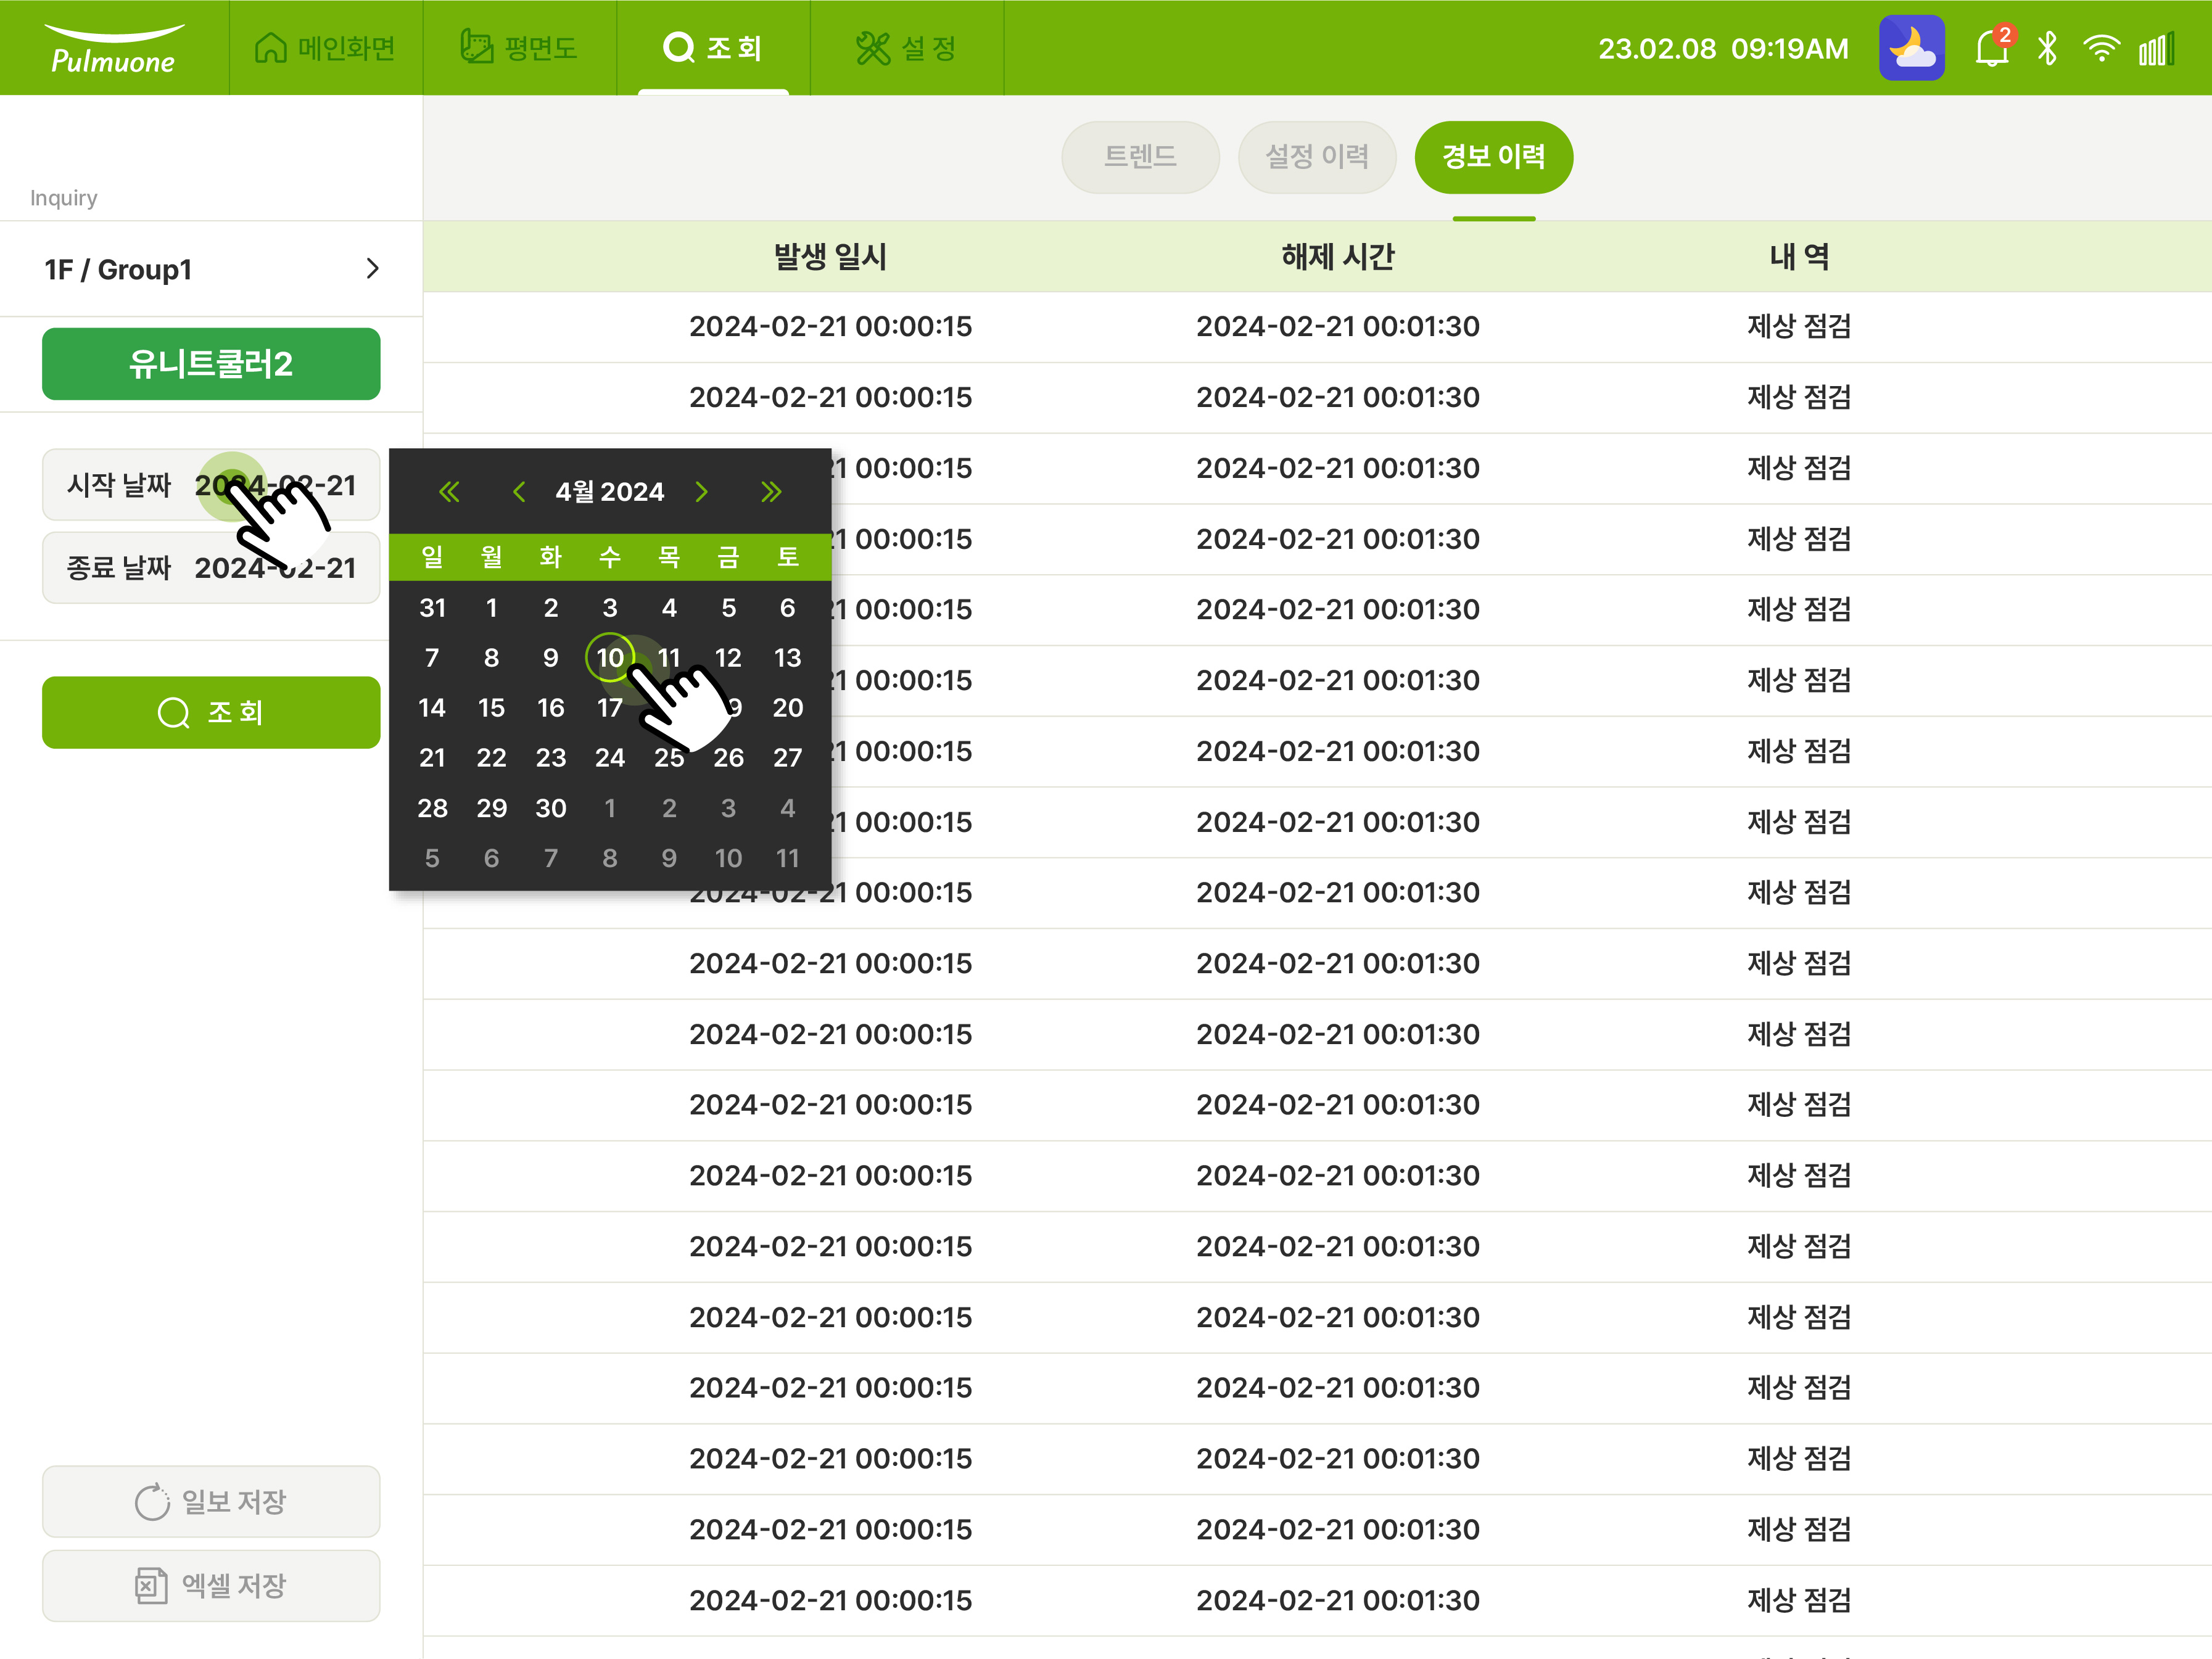 Pulmuone 메인화면 평면도 조 회 설 정 23.02.08 09:19AM 2
트렌드 설정 이력 경보 이력
Inquiry
1F / Group1
유니트쿨러2
시작 날짜 2024-02-21
종료 날짜 2024-02-21
조 회
일보 저장
엑셀 저장
4월 2024
일 월 화 수 목 금 토
31 1 2 3 4 5 6
7 8 9 10 11 12 13
14 15 16 17 20
21 22 23 24 25 26 27
28 29 30 1 2 3 4
5 6 7 8 9 10 11
발생 일시 해제 시간 내 역
2024-02-21 00:00:15 2024-02-21 00:01:30 제상 점검
2024-02-21 00:00:15 2024-02-21 00:01:30 제상 점검
00:00:15 2024-02-21 00:01:30 제상 점검
00:00:15 2024-02-21 00:01:30 제상 점검
00:00:15 2024-02-21 00:01:30 제상 점검
00:00:15 2024-02-21 00:01:30 제상 점검
00:00:15 2024-02-21 00:01:30 제상 점검
00:00:15 2024-02-21 00:01:30 제상 점검
2024-02-21 00:00:15 2024-02-21 00:01:30 제상 점검
2024-02-21 00:00:15 2024-02-21 00:01:30 제상 점검
2024-02-21 00:00:15 2024-02-21 00:01:30 제상 점검
2024-02-21 00:00:15 2024-02-21 00:01:30 제상 점검
2024-02-21 00:00:15 2024-02-21 00:01:30 제상 점검
2024-02-21 00:00:15 2024-02-21 00:01:30 제상 점검
2024-02-21 00:00:15 2024-02-21 00:01:30 제상 점검
2024-02-21 00:00:15 2024-02-21 00:01:30 제상 점검
2024-02-21 00:00:15 2024-02-21 00:01:30 제상 점검
2024-02-21 00:00:15 2024-02-21 00:01:30 제상 점검
2024-02-21 00:00:15 2024-02-21 00:01:30 제상 점검